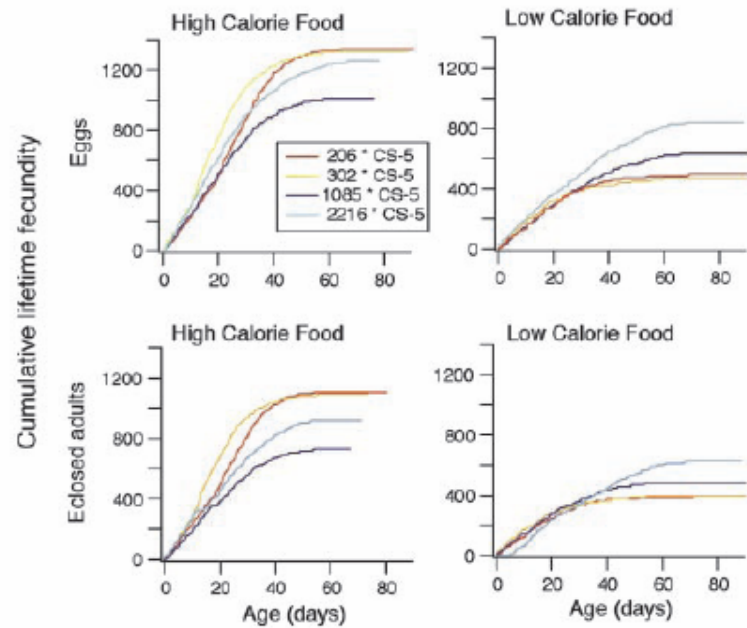 High Calorie Food
Low Calorie Food
Cumulative lifetime fecundity
Eggs
1200
800
400
0
206 * CS-5
302 * CS-5
1085 * CS-5
2216 * CS-5
0 20 40 60 80
1200
800
400
0
0 20 40 60 80
High Calorie Food
Low Calorie Food
Eclosed adults
1200
800
400
0
0 20 40 60 80
Age (days)
1200
800
400
0
0 20 40 60 80
Age (days)